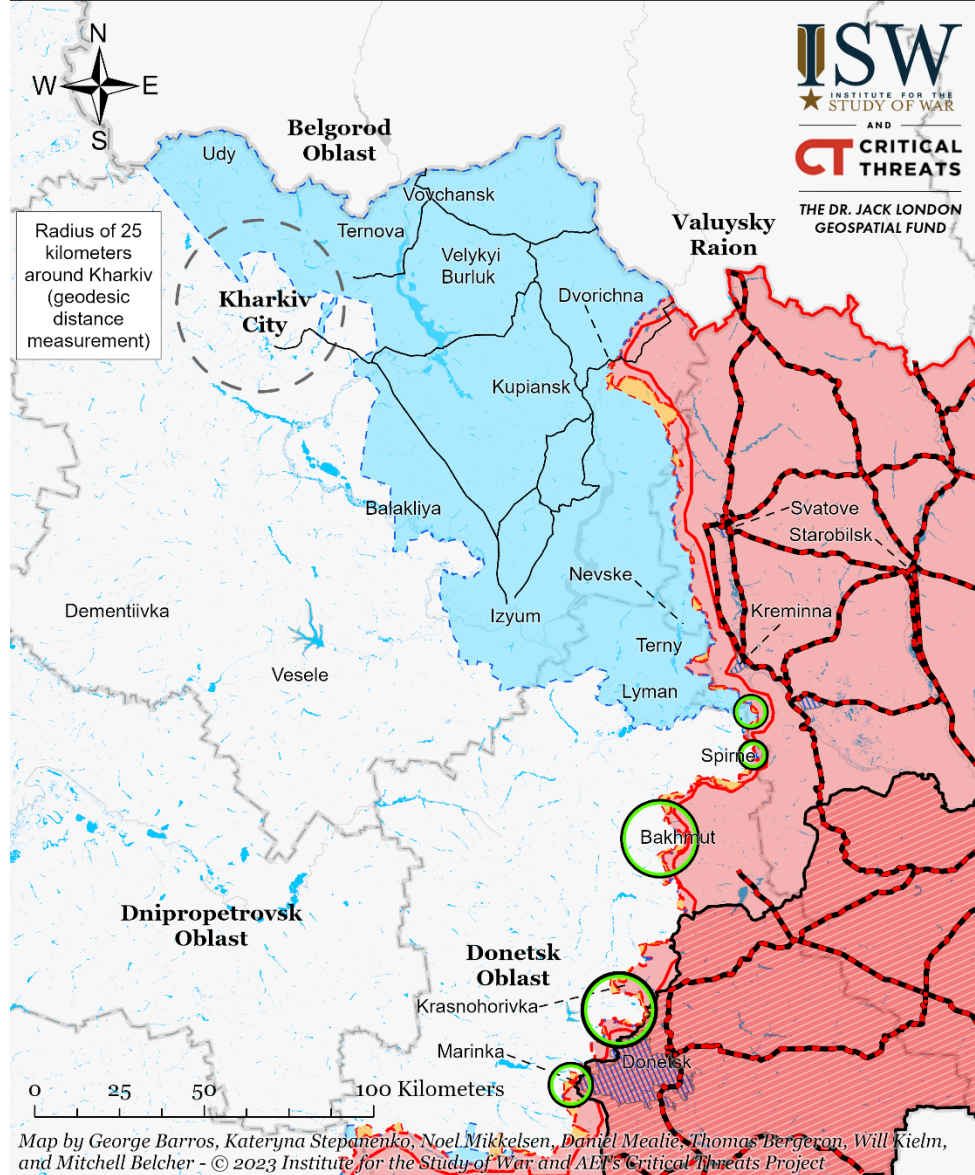 N
W E
S
ISW
INSTITUTE FOR THE
STUDY OF WAR
AND
CT CRITICAL
THREATS
THE DR. JACK LONDON
GEOSPATIAL FUND
Belgorod
Oblast
Udy
Vovchansk
Valuysky
Raion
Radius of 25
kilometers
around Kharkiv
(geodesic
distance
measurement)
Ternova
Velykyi
Burluk
Dvorichna
Kharkiv
City
Kupiansk
Balakliya
Svatove
Starobilsk
Nevske
Dementiivka
Izyum
Kreminna
Terny
Vesele
Lyman
Spirne
Bakhmut
Dnipropetrovsk
Oblast
Donetsk
Oblast
Krasnohorivka
Marinka
Donetsk
0 25 50 100 Kilometers
Map by George Barros, Kateryna Stepanenko, Noel Mikkelsen, Daniel Mealie, Thomas Bergeron, Will Kielm,
and Mitchell Belcher - © 2023 Institute for the Study of War and AEI's Critical Threats Project